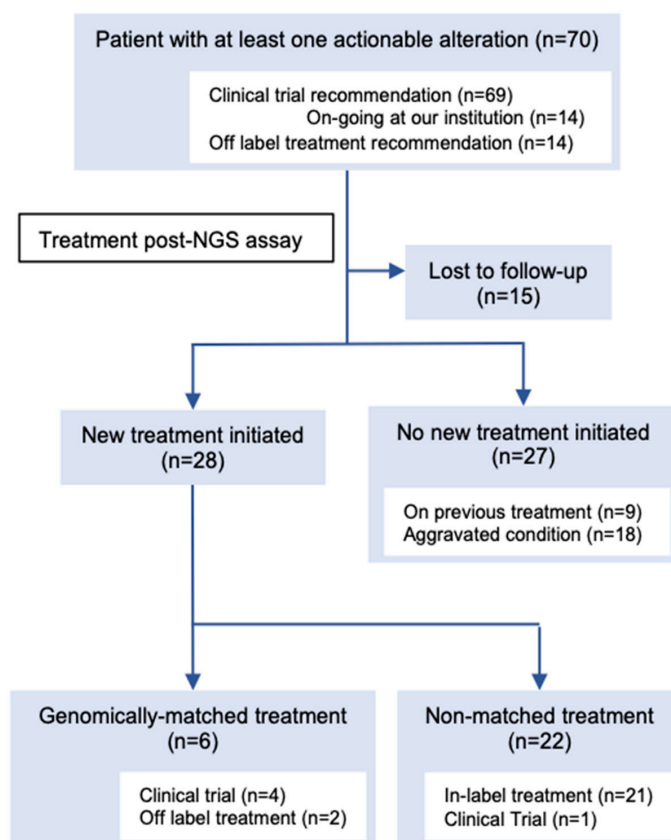 Patient with at least one actionable alteration (n=70)
Clinical trial recommendation (n=69)
On-going at our institution (n=14)
Off label treatment recommendation (n=14)
Treatment post-NGS assay
Lost to follow-up
(n=15)
New treatment initiated
(n=28)
No new treatment initiated
(n=27)
On previous treatment (n=9)
Aggravated condition (n=18)
Genomically-matched treatment
(n=6)
Clinical trial (n=4)
Off label treatment (n=2)
Non-matched treatment
(n=22)
In-label treatment (n=21)
Clinical Trial (n=1)